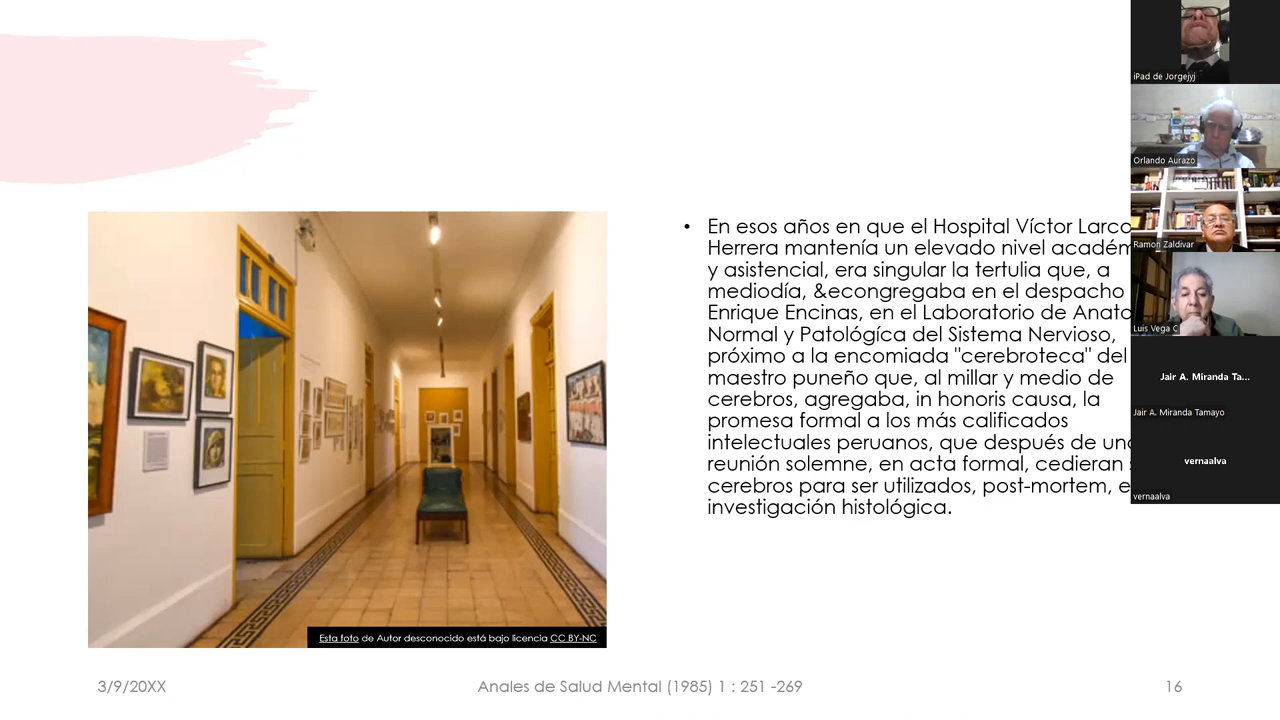 • En esos años en que el Hospital Víctor Larco
Herrera mantenía un elevado nivel académ
y asistencial, era singular la tertulia que, a
mediodía, &econgregaba en el despacho
Enrique Encinas, en el Laboratorio de Anato
Normal y Patológíca del Sistema Nervioso,
próximo a la encomiada "cerebroteca" del
maestro puneño que, al millar y medio de
cerebros, agregaba, in honoris causa, la
promesa formal a los más calificados
intelectuales peruanos, que después de una
reunión solemne, en acta formal, cedieran s
cerebros para ser utilizados, post-mortem, e
investigación histológica.
Esta foto de Autor desconocido está bajo licencia CC BY-NC
3/9/20XX
Anales de Salud Mental (1985) 1 : 251 -269
16
iPad de Jorgejyj
Orlando Aurazo
Ramon Zaldivar
Luis Vega C
Jair A. Miranda Ta...
Jair A. Miranda Tamayo
vernaalva
vernaalva